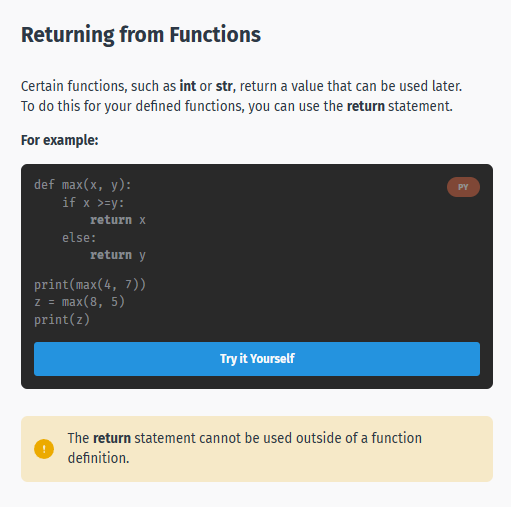 Returning from Functions
Certain functions, such as int or str, return a value that can be used later.
To do this for your defined functions, you can use the return statement.
For example:
PY
def max(x, y):
    if x >=y:
        return x
    else:
        return y
print(max(4, 7))
z = max(8, 5)
print(z)
Try it Yourself
!
The return statement cannot be used outside of a function
definition.